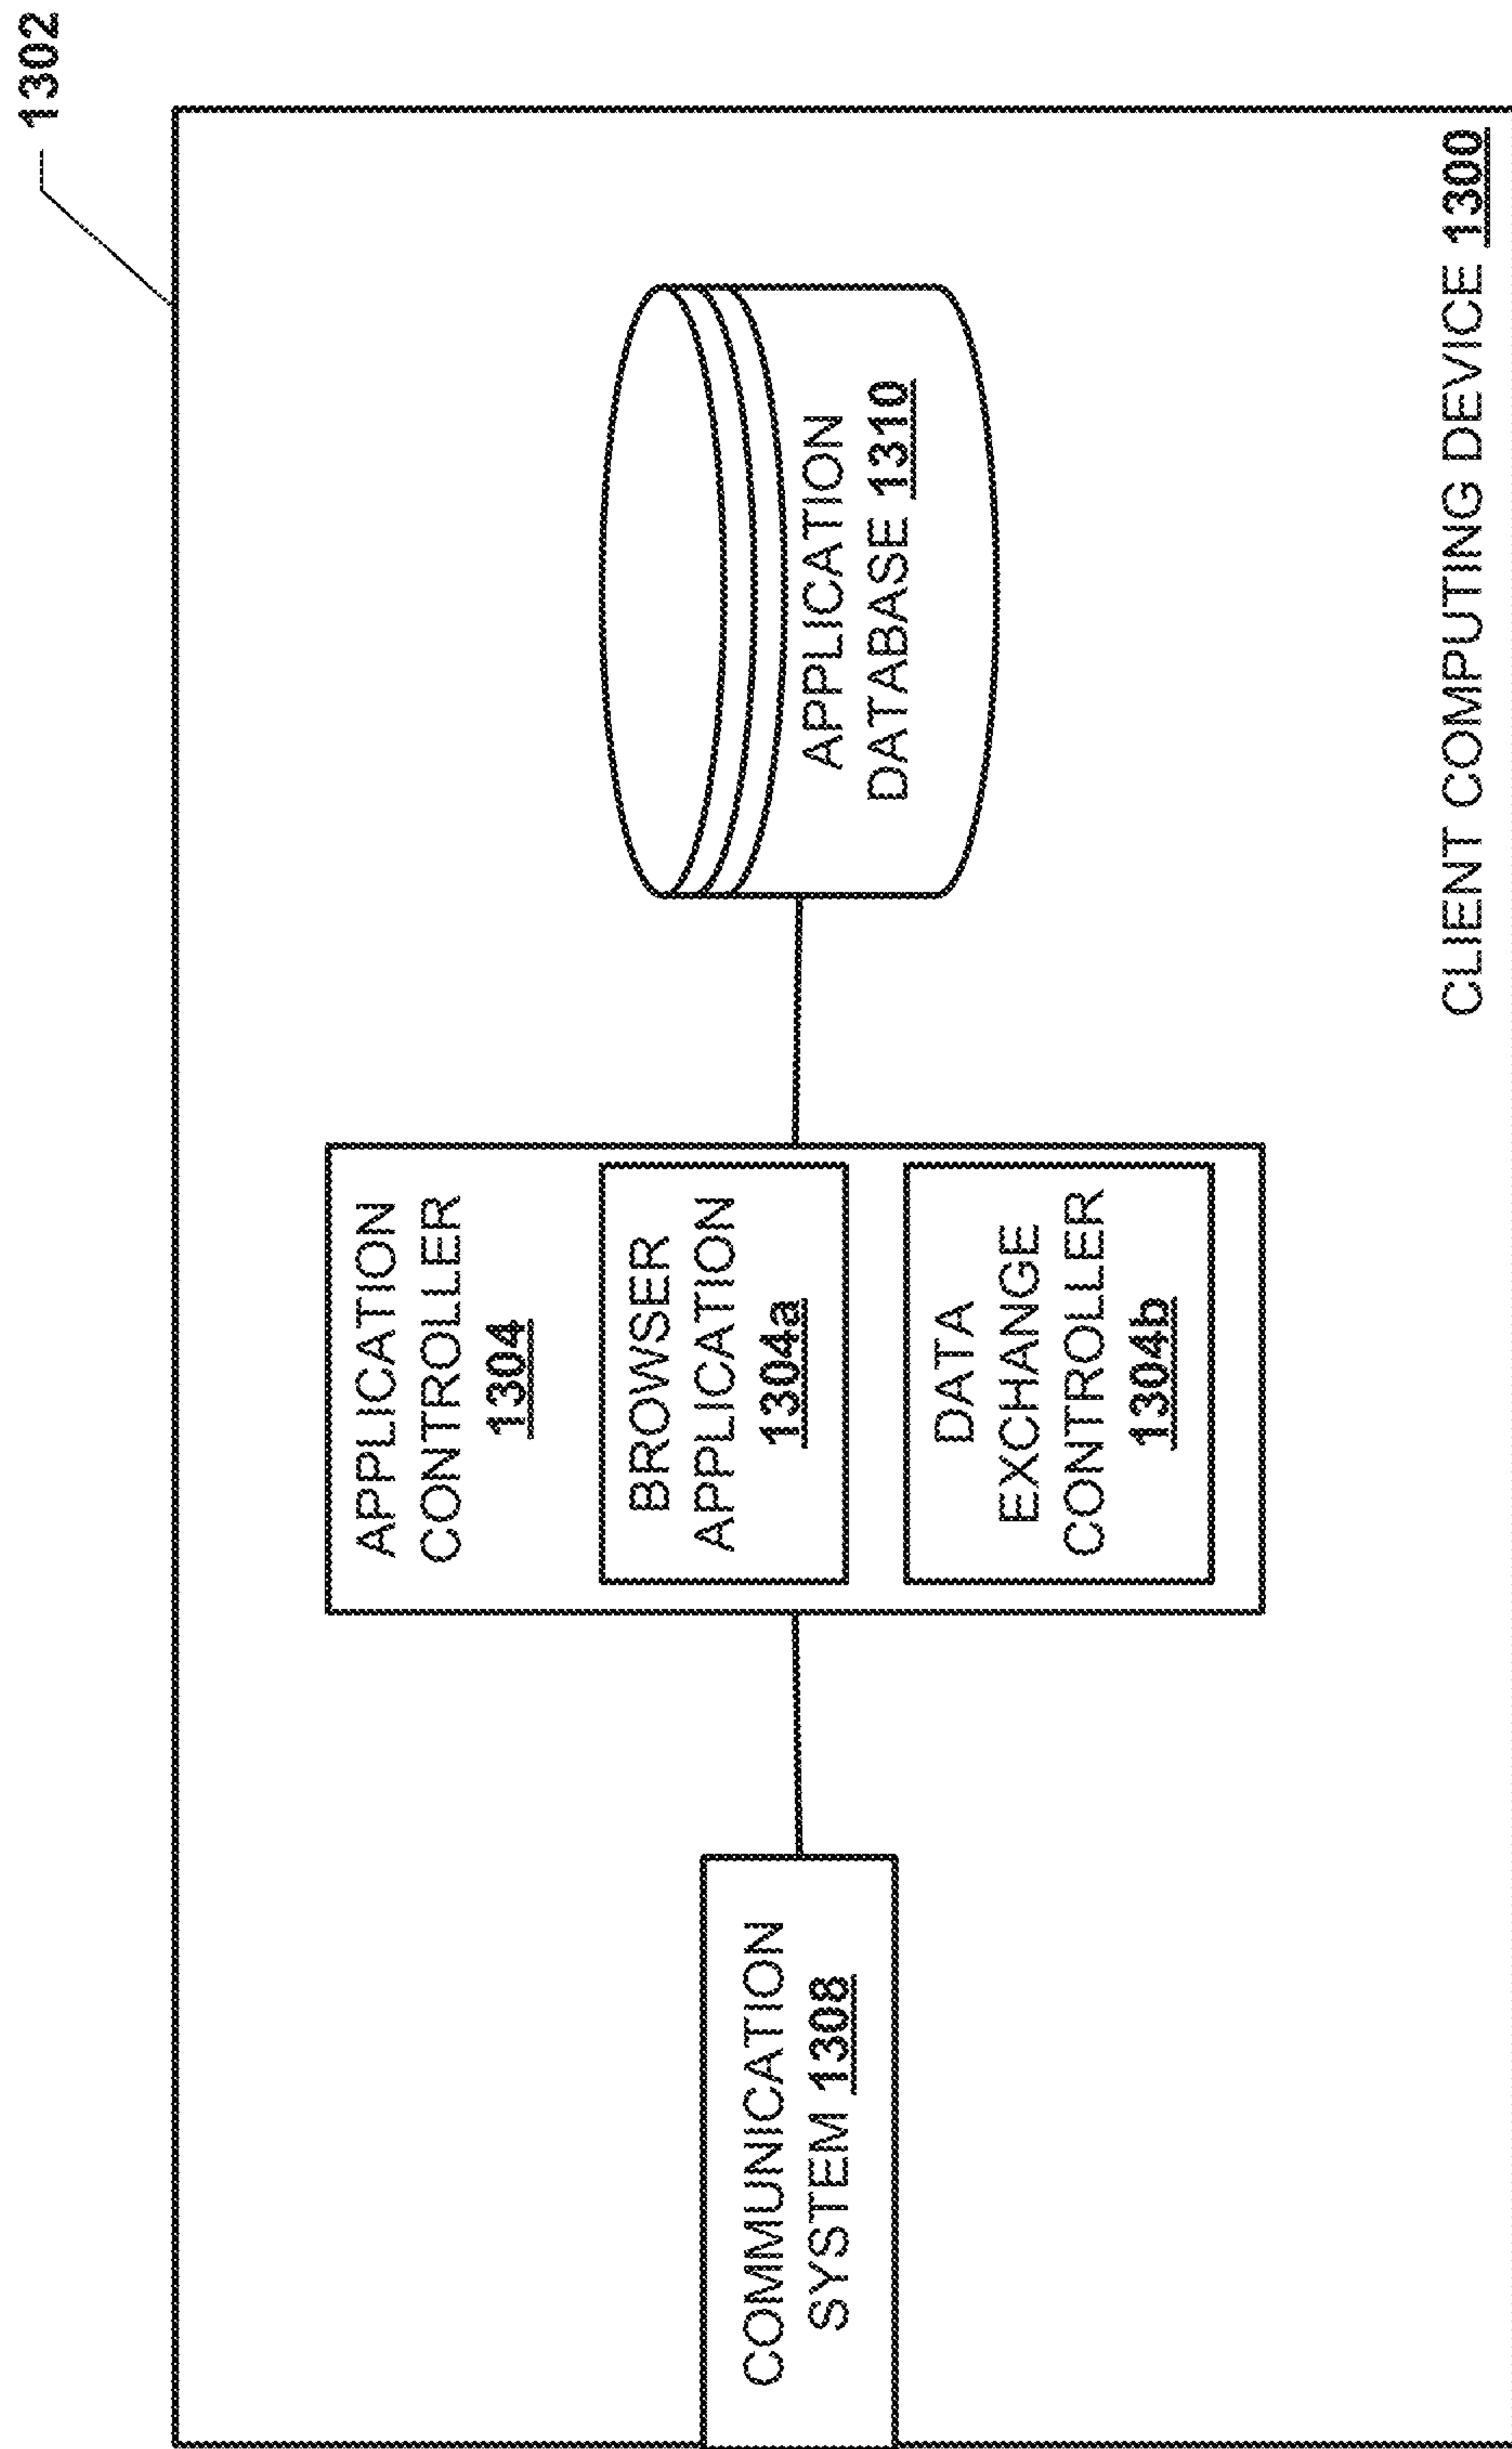 1302
COMMUNICATION
SYSTEM 1308
APPLICATION
CONTROLLER
1304
BROWSER
APPLICATION
1304a
DATA
EXCHANGE
CONTROLLER
1304b
APPLICATION
DATABASE 1310
CLIENT COMPUTING DEVICE 1300